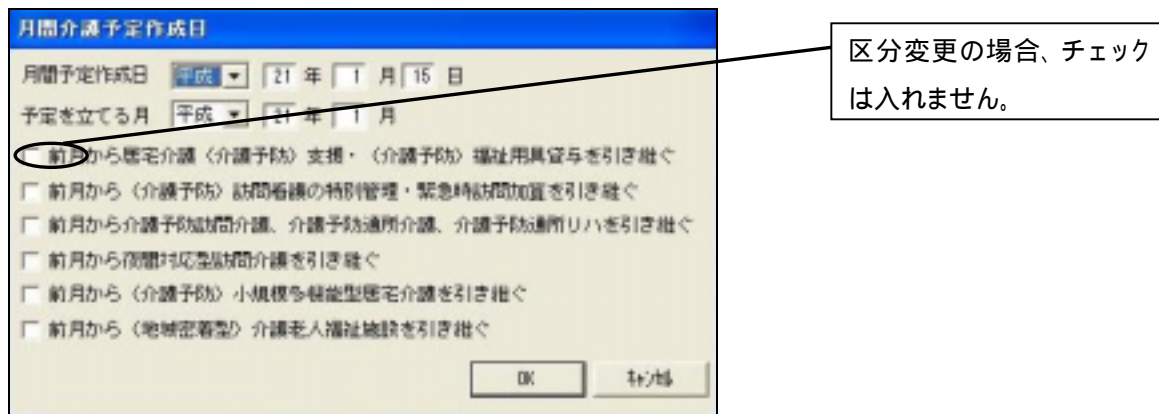 月間介護予定作成日
区分変更の場合、チェック
は入れません。
月間予定作成日 平成 21 年 1 月 15 日
予定を立てる月 平成 21 年 1 月
前月から居宅介護（介護予防）支援・（介護予防）福祉用具貸与を引き継ぐ
前月から（介護予防）訪問看護の特別管理・緊急時訪問加算を引き継ぐ
前月から介護予防訪問介護、介護予防通所介護、介護予防通所リハを引き継ぐ
前月から夜間対応型訪問介護を引き継ぐ
前月から（介護予防）小規模多機能型居宅介護を引き継ぐ
前月から（地域密着型）介護老人福祉施設を引き継ぐ
OK ｷｬﾝｾﾙ